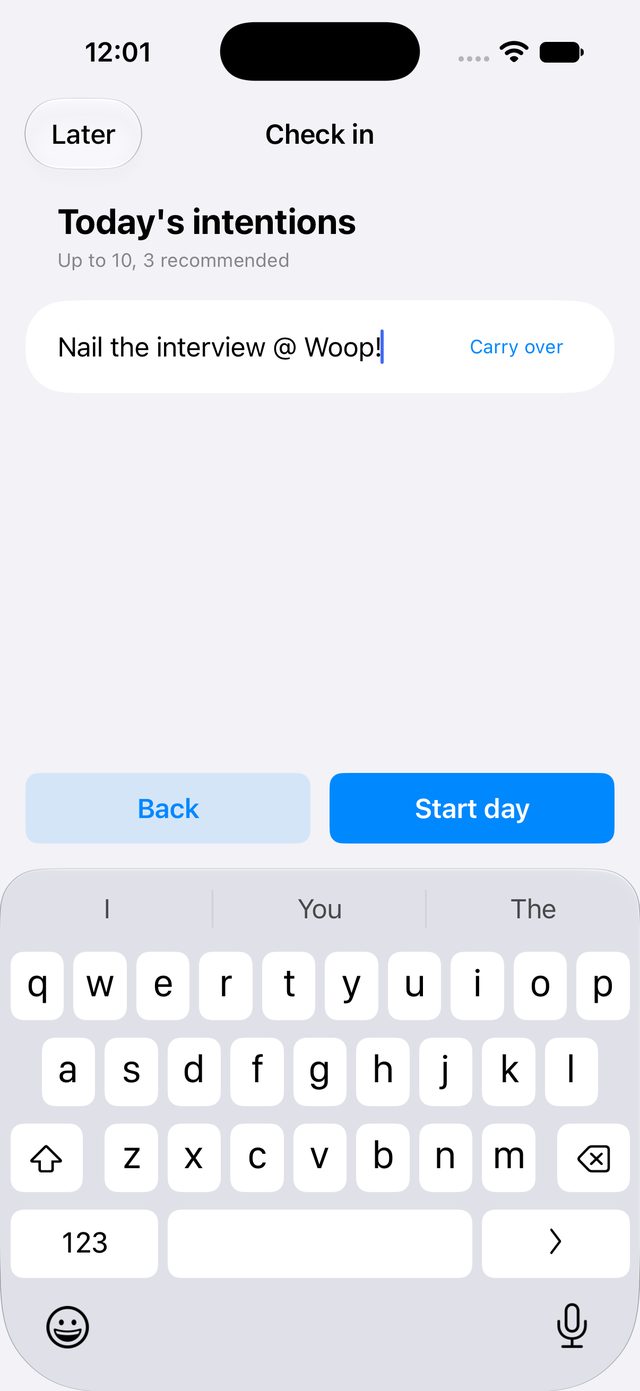 12:01
Later
Check in
Today's intentions
Up to 10, 3 recommended
Nail the interview @ Woop!
Carry over
Back
Start day
I You The
q w e r t y u i o p
a s d f g h j k l
z x c v b n m
123